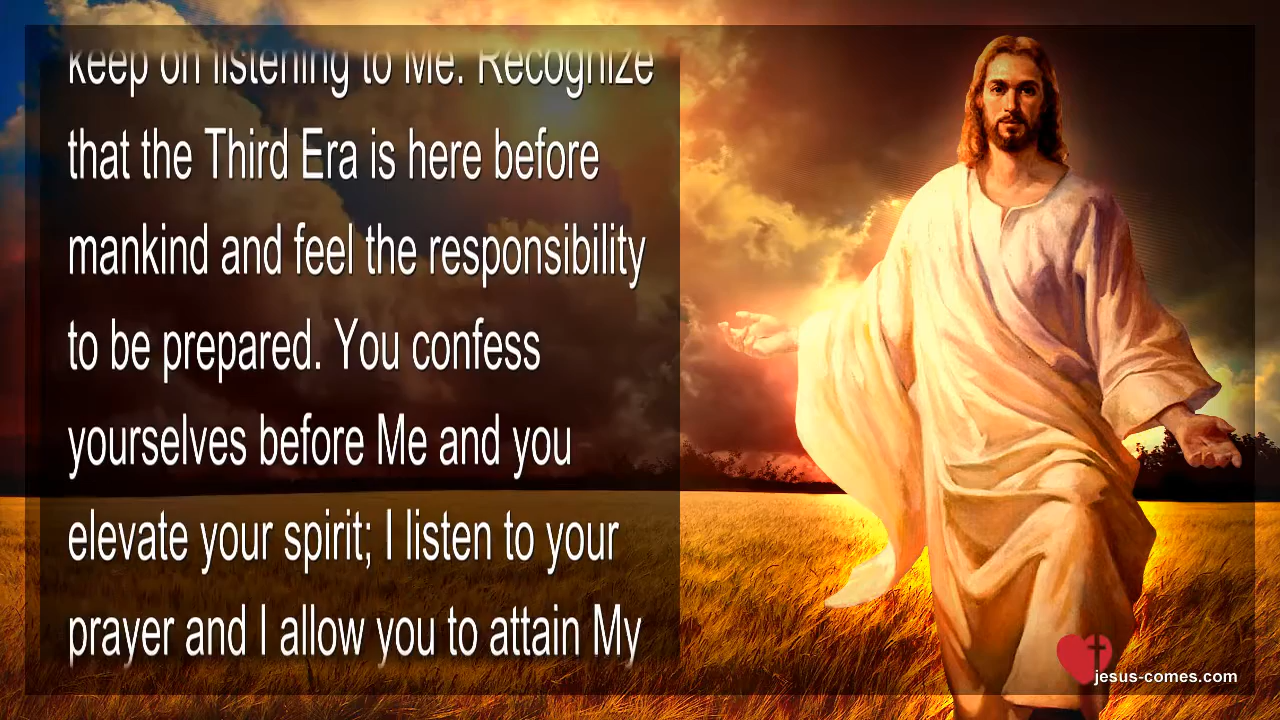 keep on listening to Me. Recognize
that the Third Era is here before
mankind and feel the responsibility
to be prepared. You confess
yourselves before Me and you
elevate your spirit; I listen to your
prayer and I allow you to attain My
jesus-comes.com